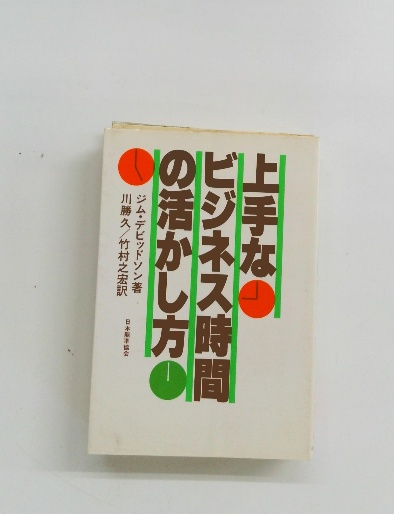 上手な
ビジネス時間
の活かし方
ジム・デビッドソン著
川勝久／竹村之宏訳
日本能率協会